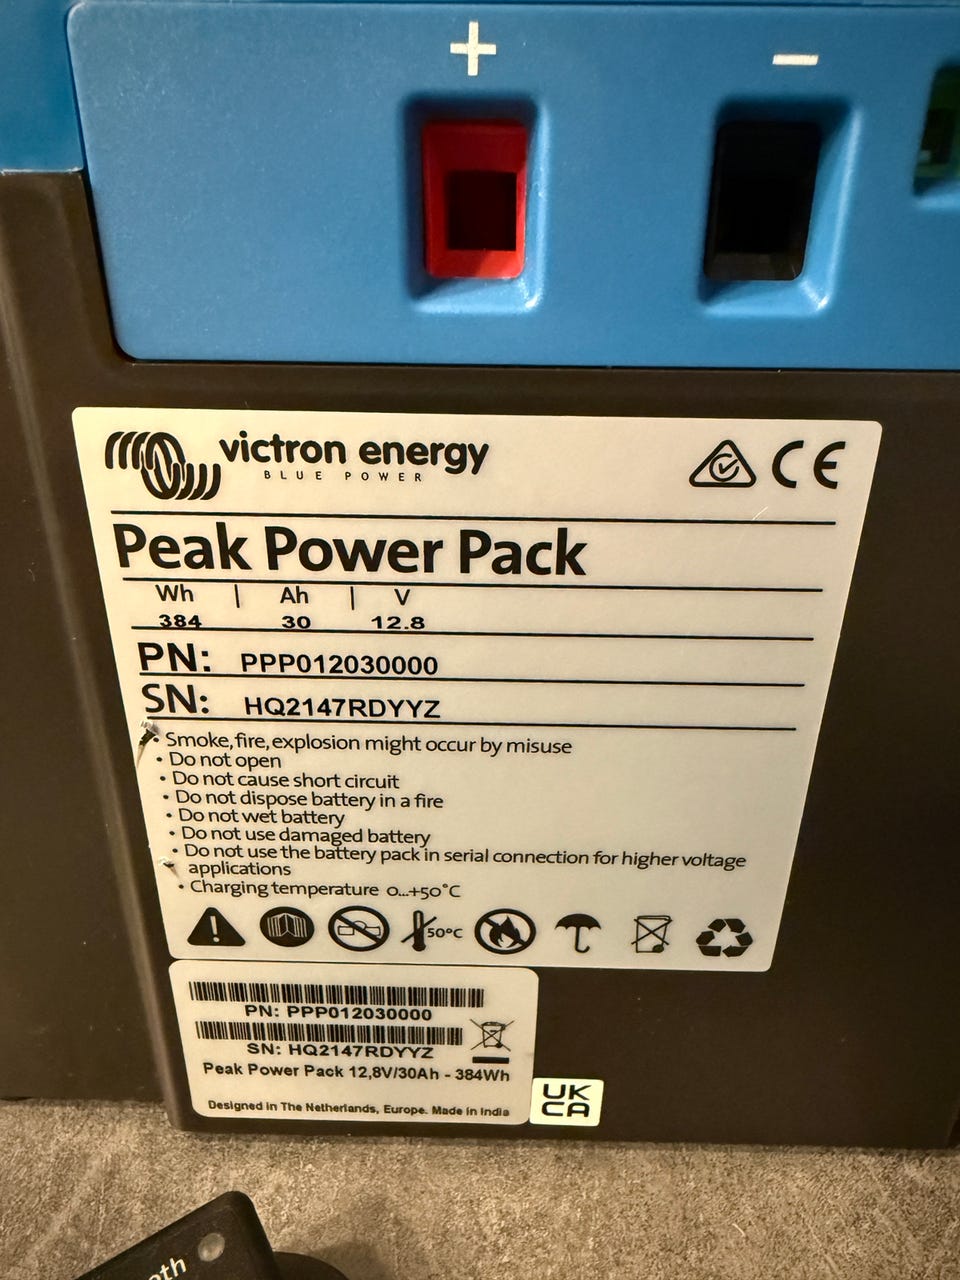 + −
victron energy
BLUE POWER
CE
Peak Power Pack
Wh | Ah | V
384 30 12.8
PN: PPP012030000
SN: HQ2147RDYYZ
• Smoke, fire, explosion might occur by misuse
• Do not open
• Do not cause short circuit
• Do not dispose battery in a fire
• Do not wet battery
• Do not use damaged battery
• Do not use the battery pack in serial connection for higher voltage
applications
• Charging temperature 0...+50°C
50°C
PN: PPP012030000
SN: HQ2147RDYYZ
Peak Power Pack 12,8V/30Ah - 384Wh
Designed in The Netherlands, Europe. Made in India
UK
CA